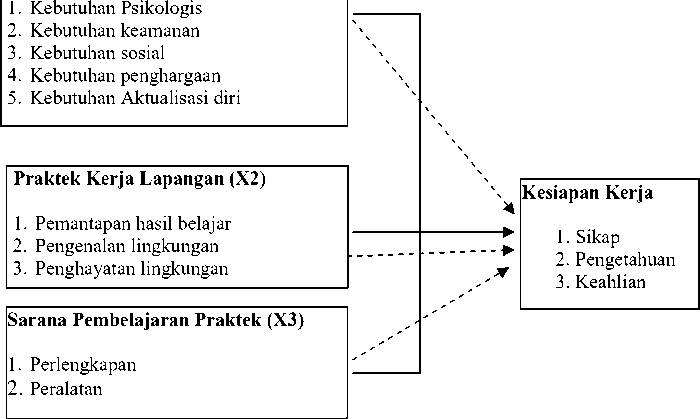 1. Kebutuhan Psikologis
2. Kebutuhan keamanan
3. Kebutuhan sosial
4. Kebutuhan penghargaan
5. Kebutuhan Aktualisasi diri
Praktek Kerja Lapangan (X2)
1. Pemantapan hasil belajar
2. Pengenalan lingkungan
3. Penghayatan lingkungan
Sarana Pembelajaran Praktek (X3)
1. Perlengkapan
2. Peralatan
Kesiapan Kerja
1. Sikap
2. Pengetahuan
3. Keahlian